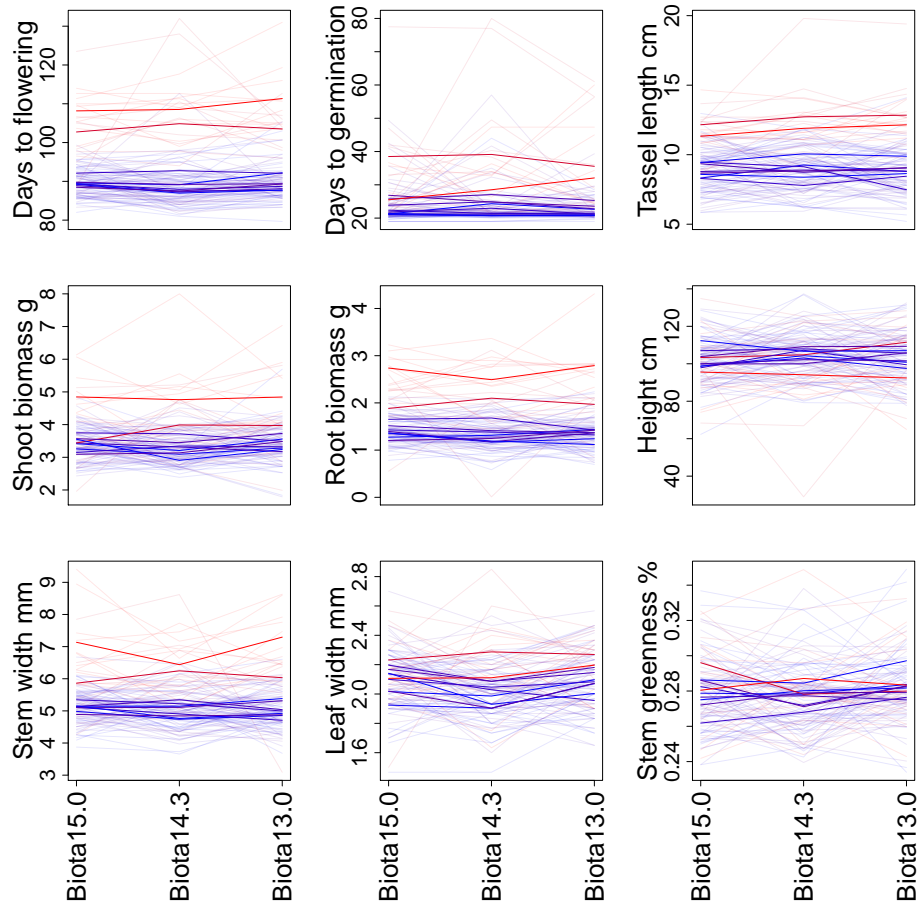 Days to flowering
80
100
120
Days to germination
20
40
60
80
Tassel length cm
5
10
15
20
Shoot biomass g
2
3
4
5
6
7
8
Root biomass g
0
1
2
3
4
Height cm
40
80
120
Stem width mm
3
4
5
6
7
8
9
Leaf width mm
1.6
2.0
2.4
2.8
Stem greenness %
0.24
0.28
0.32
Biota15.0
Biota14.3
Biota13.0
Biota15.0
Biota14.3
Biota13.0
Biota15.0
Biota14.3
Biota13.0